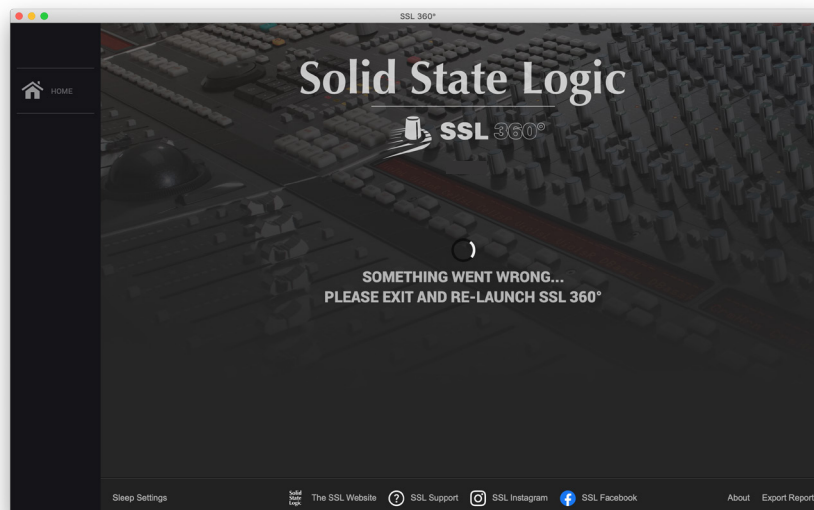 SSL 360°
HOME
Solid State Logic
SSL 360°
SOMETHING WENT WRONG...
PLEASE EXIT AND RE-LAUNCH SSL 360°
Sleep Settings
Solid
State
Logic
The SSL Website
? SSL Support
SSL Instagram
f SSL Facebook
About
Export Report